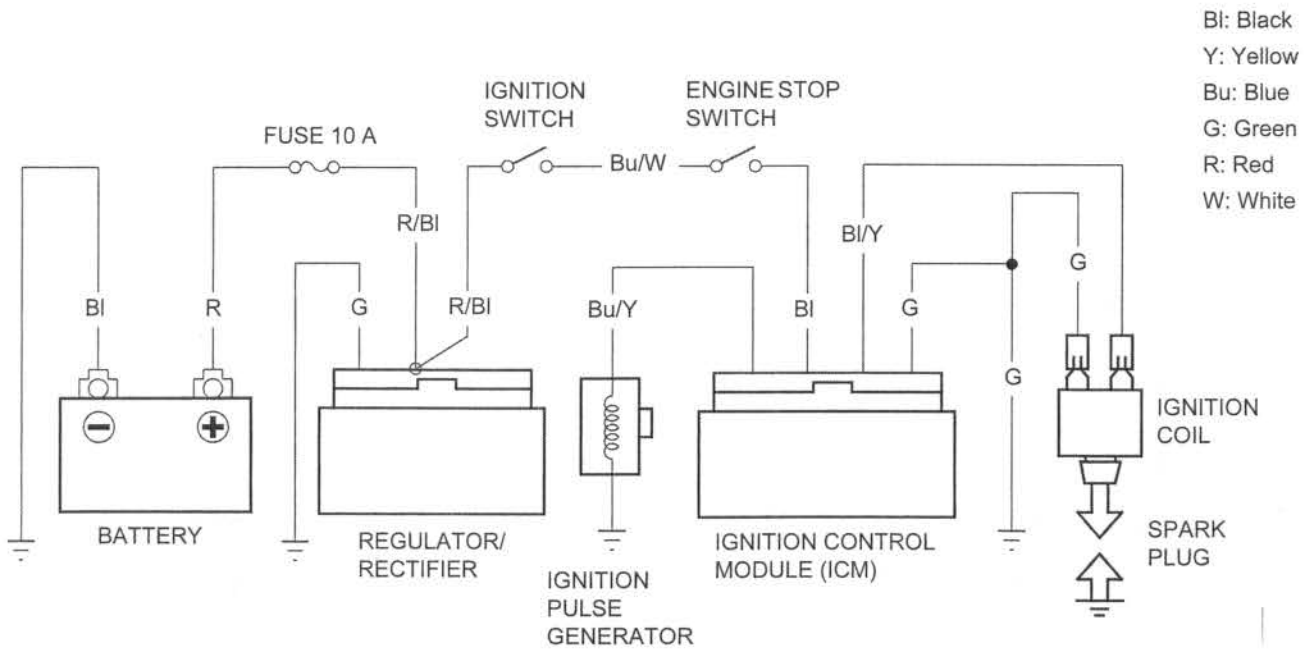 Bl: Black
Y: Yellow
Bu: Blue
G: Green
R: Red
W: White
IGNITION
SWITCH
ENGINE STOP
SWITCH
FUSE 10 A
Bu/W
R/Bl
Bl/Y
G
Bl
R
G
R/Bl
Bu/Y
Bl
G
G
IGNITION
COIL
BATTERY
REGULATOR/
RECTIFIER
IGNITION
PULSE
GENERATOR
IGNITION CONTROL
MODULE (ICM)
SPARK
PLUG